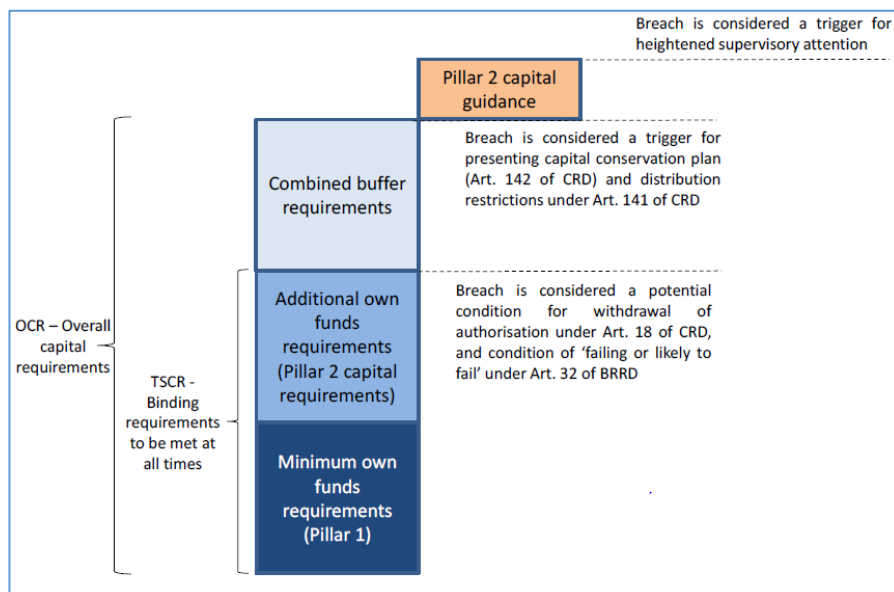 Breach is considered a trigger for
heightened supervisory attention
Pillar 2 capital
guidance
Breach is considered a trigger for
presenting capital conservation plan
(Art. 142 of CRD) and distribution
restrictions under Art. 141 of CRD
Combined buffer
requirements
Additional own
funds
requirements
(Pillar 2 capital
requirements)
Breach is considered a potential
condition for withdrawal of
authorisation under Art. 18 of CRD,
and condition of ‘failing or likely to
fail’ under Art. 32 of BRRD
OCR – Overall
capital
requirements
TSCR -
Binding
requirements
to be met at
all times
Minimum own
funds
requirements
(Pillar 1)